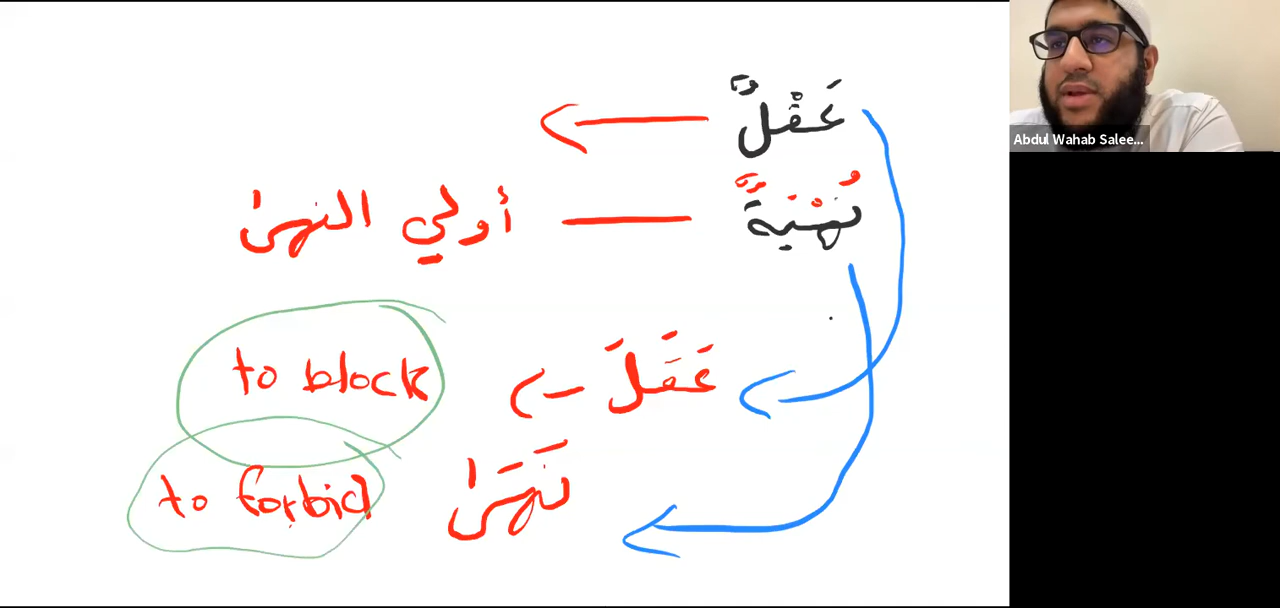 عَقْلٌ
نُهْيَةٌ — أولي النهىٰ
عَقَلَ to block
نَهَىٰ to forbid
Abdul Wahab Salee...